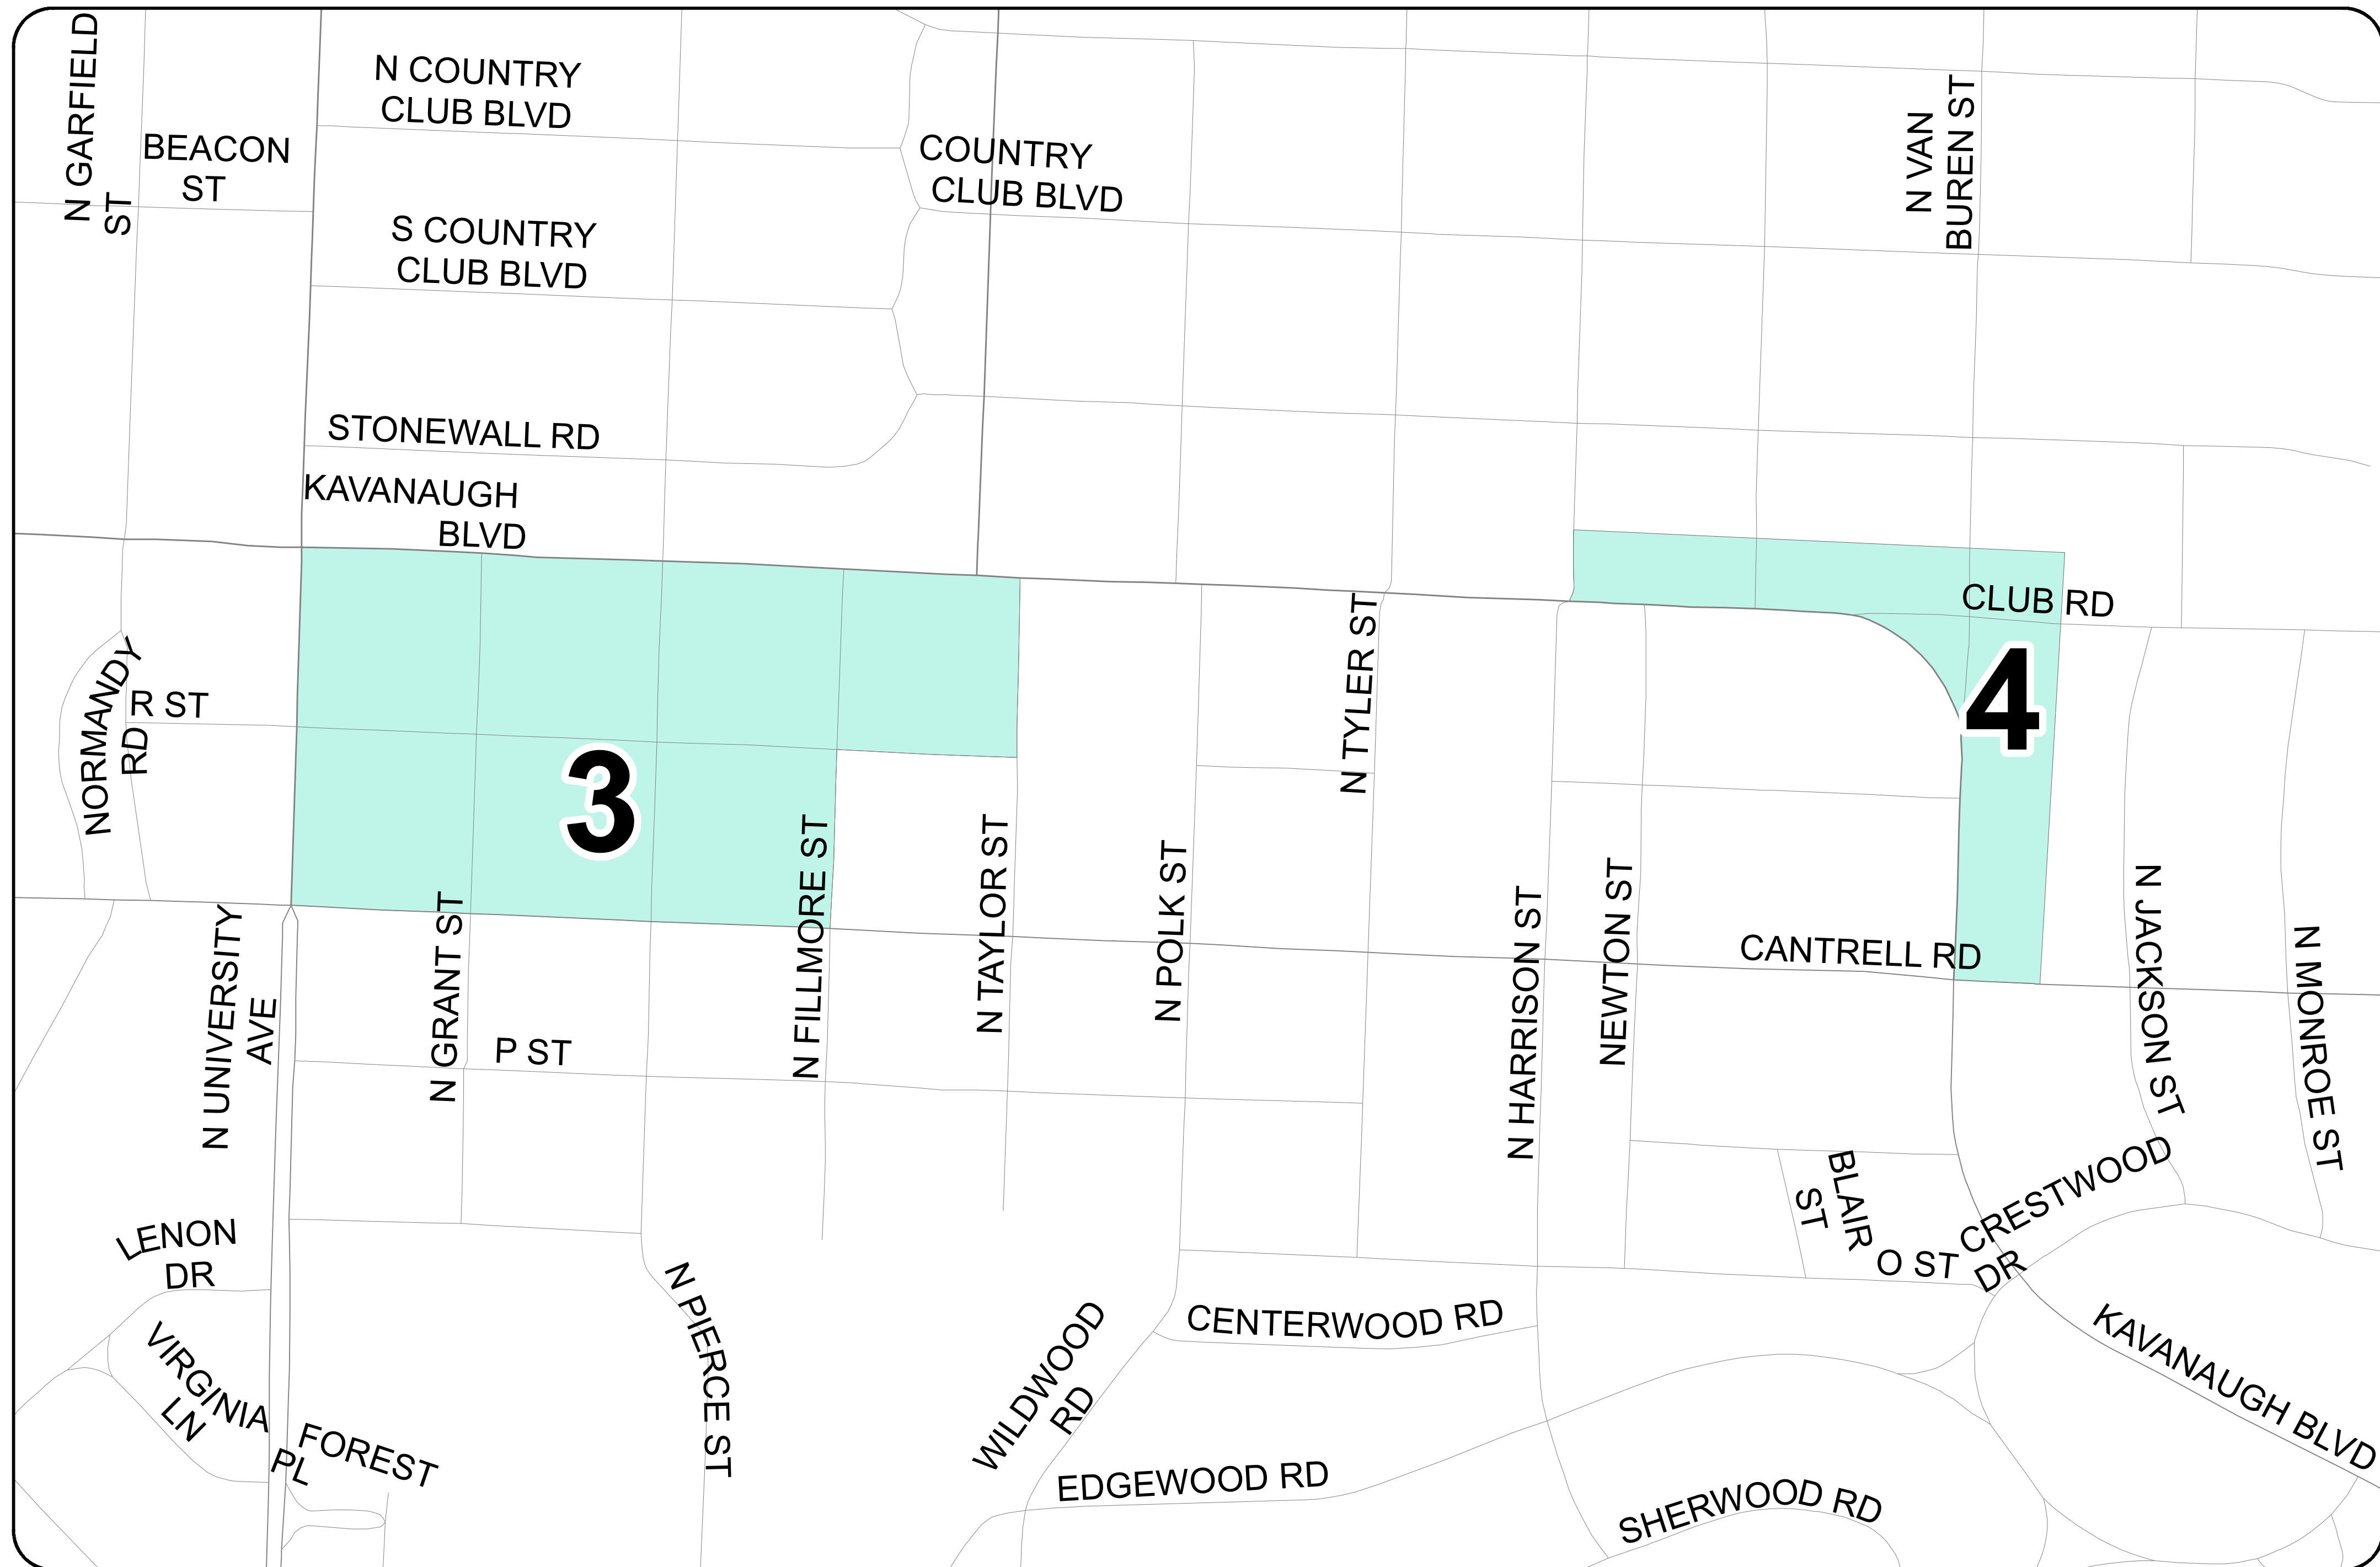 N GARFIELD
ST
BEACON
ST
N COUNTRY
CLUB BLVD
COUNTRY
CLUB BLVD
N VAN
BUREN ST
S COUNTRY
CLUB BLVD
STONEWALL RD
KAVANAUGH
BLVD
CLUB RD
NORMANDY
RD
R ST
3
4
N TYLER ST
N UNIVERSITY
AVE
N GRANT ST
P ST
N FILLMORE ST
N TAYLOR ST
N POLK ST
N HARRISON ST
NEWTON ST
CANTRELL RD
N JACKSON ST
N MONROE ST
BLAIR
ST
O ST
CRESTWOOD
DR
LENON
DR
VIRGINIA
LN
FOREST
PL
N PIERCE ST
WILDWOOD
RD
CENTERWOOD RD
EDGEWOOD RD
SHERWOOD RD
KAVANAUGH BLVD